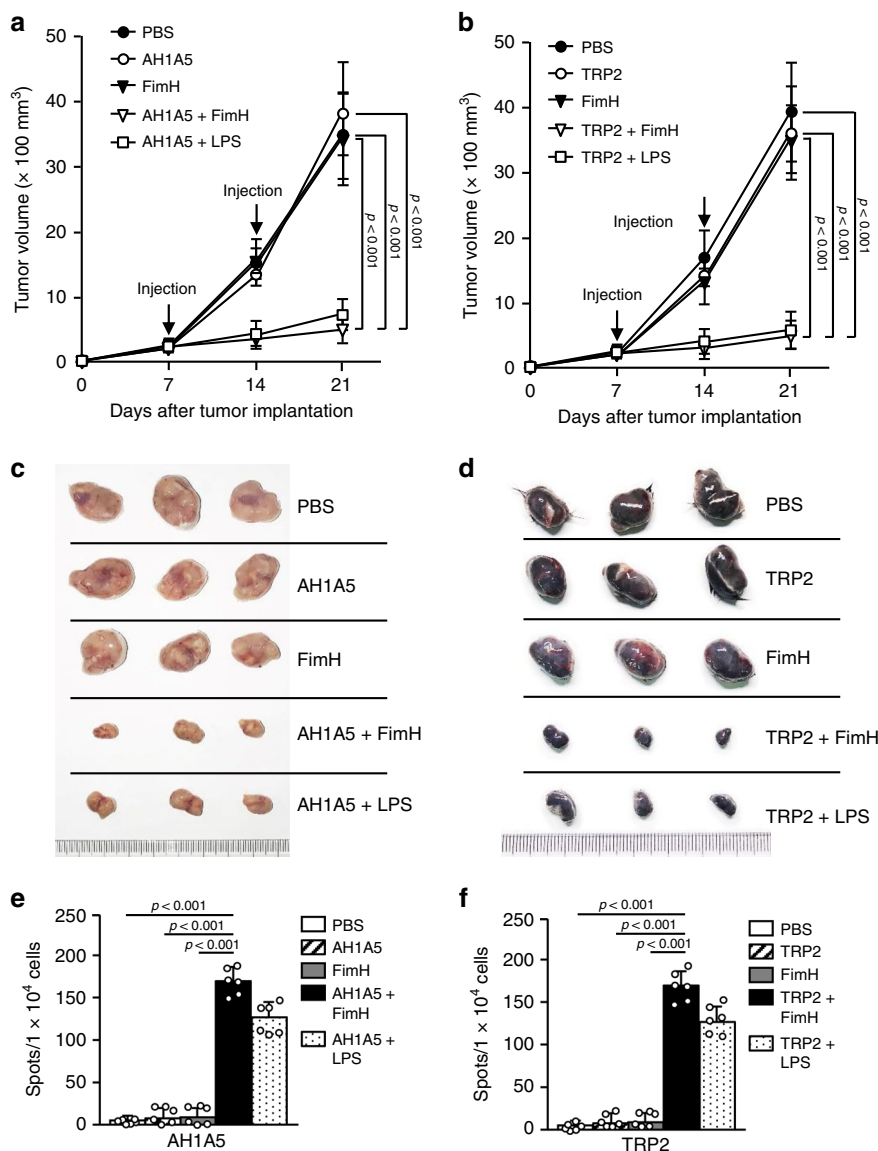 a
50
40
30
20
10
0
Tumor volume (× 100 mm³)
PBS
AH1A5
FimH
AH1A5 + FimH
AH1A5 + LPS
Injection
Injection
p < 0.001
p < 0.001
p < 0.001
0 7 14 21
Days after tumor implantation
b
50
40
30
20
10
0
Tumor volume (× 100 mm³)
PBS
TRP2
FimH
TRP2 + FimH
TRP2 + LPS
Injection
Injection
p < 0.001
p < 0.001
p < 0.001
0 7 14 21
Days after tumor implantation
c
PBS
AH1A5
FimH
AH1A5 + FimH
AH1A5 + LPS
d
PBS
TRP2
FimH
TRP2 + FimH
TRP2 + LPS
e
250
200
150
100
50
0
Spots/1 × 10⁴ cells
p < 0.001
p < 0.001
p < 0.001
PBS
AH1A5
FimH
AH1A5 +
FimH
AH1A5 +
LPS
AH1A5
f
250
200
150
100
50
0
Spots/1 × 10⁴ cells
p < 0.001
p < 0.001
p < 0.001
PBS
TRP2
FimH
TRP2 +
FimH
TRP2 +
LPS
TRP2